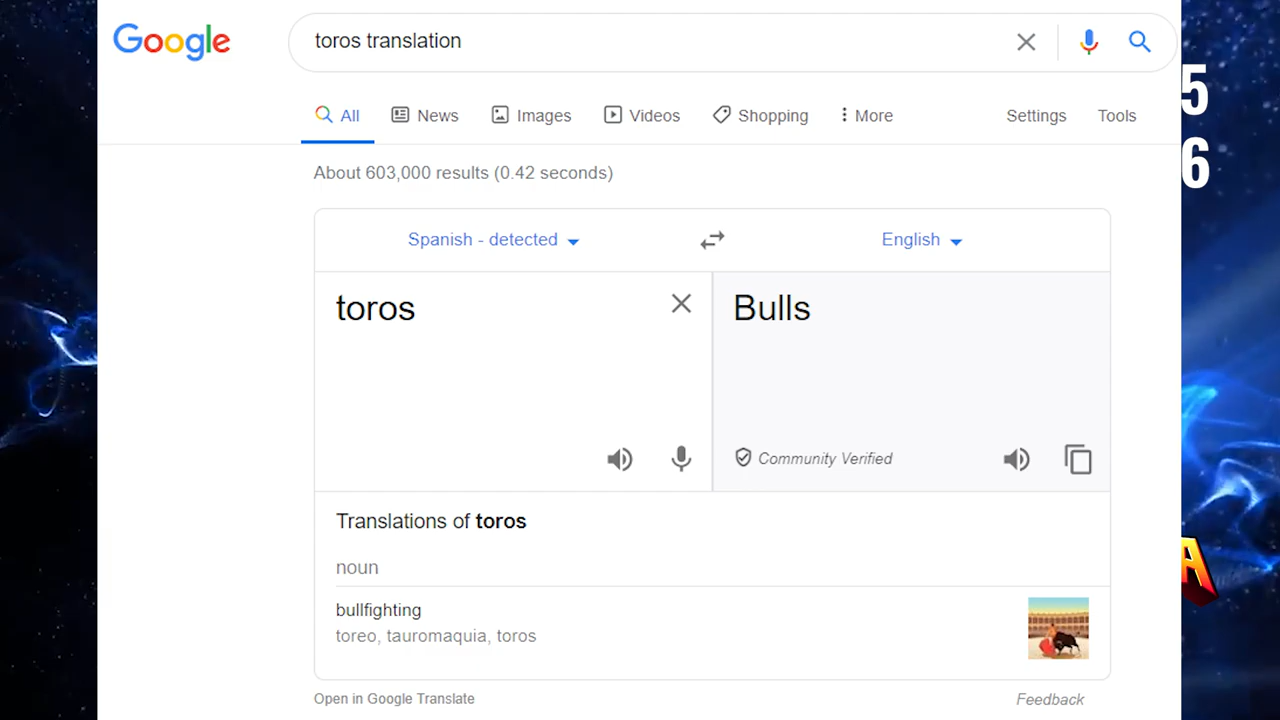 Google
toros translation
All News Images Videos Shopping More Settings Tools
About 603,000 results (0.42 seconds)
Spanish - detected English
toros
Bulls
Community Verified
Translations of toros
noun
bullfighting
toreo, tauromaquia, toros
Open in Google Translate
Feedback
5
6
A